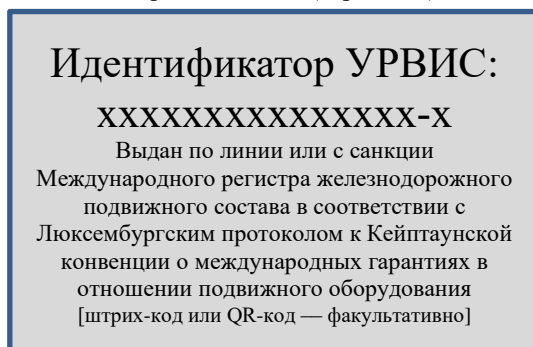 Идентификатор УРВИС:
xxxxxxxxxxxxxxx-x
Выдан по линии или с санкции
Международного регистра железнодорожного
подвижного состава в соответствии с
Люксембургским протоколом к Кейптаунской
конвенции о международных гарантиях в
отношении подвижного оборудования
[штрих-код или QR-код — факультативно]